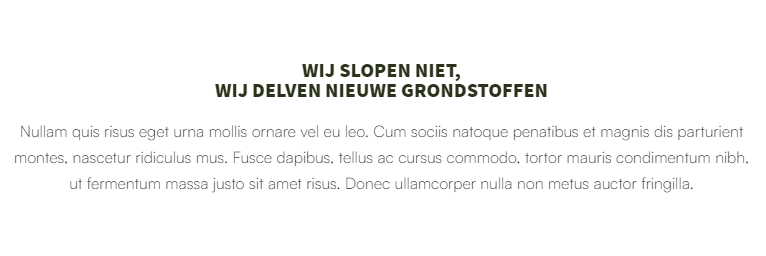 WIJ SLOPEN NIET,
WIJ DELVEN NIEUWE GRONDSTOFFEN
Nullam quis risus eget urna mollis ornare vel eu leo. Cum sociis natoque penatibus et magnis dis parturient
montes, nascetur ridiculus mus. Fusce dapibus, tellus ac cursus commodo, tortor mauris condimentum nibh,
ut fermentum massa justo sit amet risus. Donec ullamcorper nulla non metus auctor fringilla.